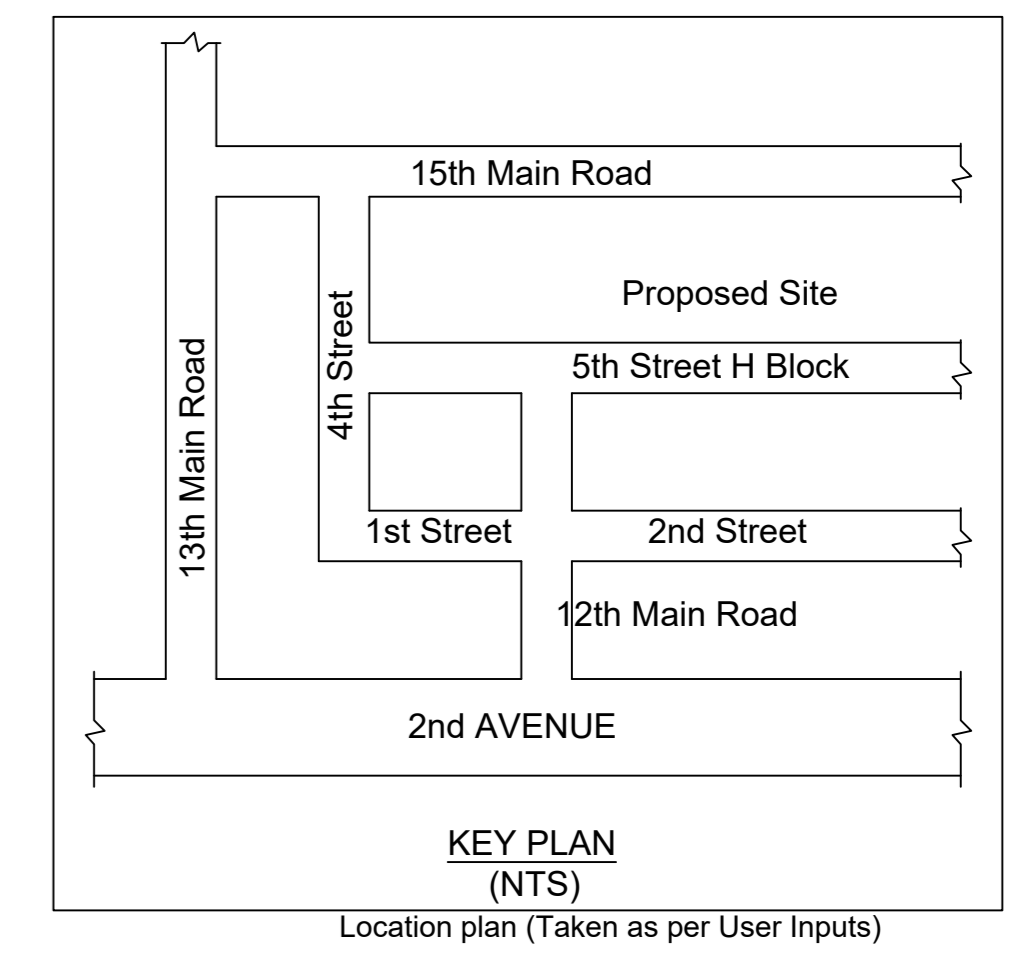 15th Main Road
Proposed Site
4th Street
5th Street H Block
13th Main Road
1st Street
2nd Street
12th Main Road
2nd AVENUE
KEY PLAN
(NTS)
Location plan (Taken as per User Inputs)